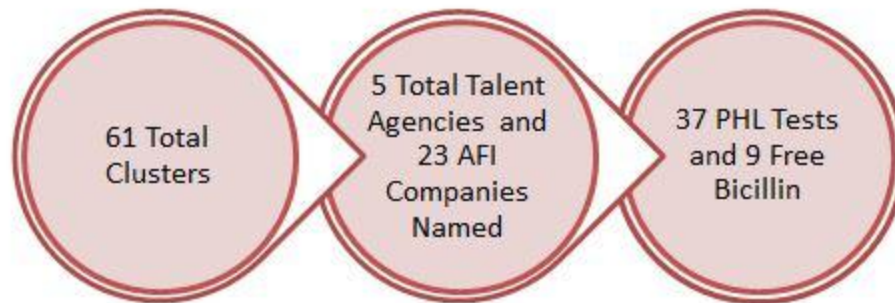 61 Total
Clusters
5 Total Talent
Agencies and
23 AFI
Companies
Named
37 PHL Tests
and 9 Free
Bicillin